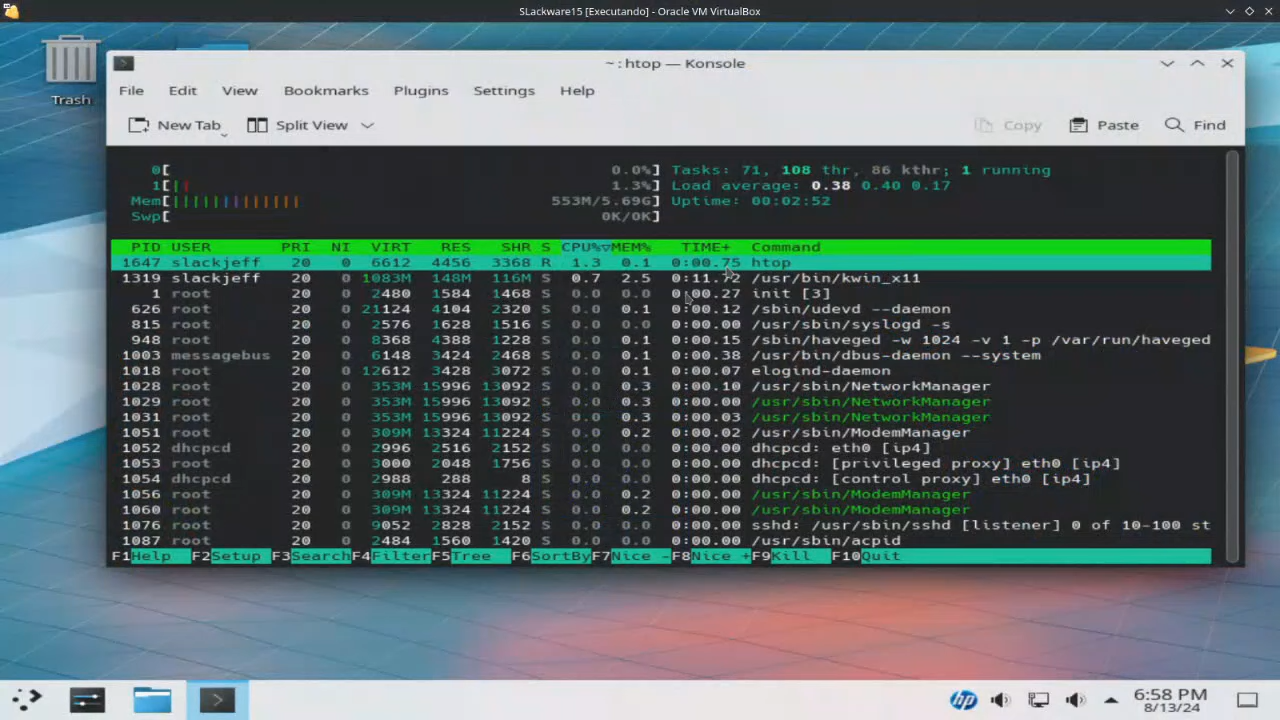 SLackware15 [Executando] - Oracle VM VirtualBox
Trash
~ : htop — Konsole
File Edit View Bookmarks Plugins Settings Help
New Tab Split View Copy Paste Find
0[ 0.0%] Tasks: 71, 108 thr, 86 kthr; 1 running
1[|| 1.3%] Load average: 0.38 0.40 0.17
Mem[||||||||||||||| 553M/5.69G] Uptime: 00:02:52
Swp[ 0K/0K]
PID USER PRI NI VIRT RES SHR S CPU%▽MEM% TIME+ Command
1647 slackjeff 20 0 6612 4456 3368 R 1.3 0.1 0:00.75 htop
1319 slackjeff 20 0 1083M 148M 116M S 0.7 2.5 0:11.72 /usr/bin/kwin_x11
1 root 20 0 2480 1584 1468 S 0.0 0.0 0:00.27 init [3]
626 root 20 0 21124 4104 2320 S 0.0 0.1 0:00.12 /sbin/udevd --daemon
815 root 20 0 2576 1628 1516 S 0.0 0.0 0:00.00 /usr/sbin/syslogd -s
948 root 20 0 8368 4388 1228 S 0.0 0.1 0:00.15 /sbin/haveged -w 1024 -v 1 -p /var/run/haveged
1003 messagebus 20 0 6148 3424 2468 S 0.0 0.1 0:00.38 /usr/bin/dbus-daemon --system
1018 root 20 0 12612 3428 3072 S 0.0 0.1 0:00.07 elogind-daemon
1028 root 20 0 353M 15996 13092 S 0.0 0.3 0:00.10 /usr/sbin/NetworkManager
1029 root 20 0 353M 15996 13092 S 0.0 0.3 0:00.00 /usr/sbin/NetworkManager
1031 root 20 0 353M 15996 13092 S 0.0 0.3 0:00.03 /usr/sbin/NetworkManager
1051 root 20 0 309M 13324 11224 S 0.0 0.2 0:00.02 /usr/sbin/ModemManager
1052 dhcpcd 20 0 2996 2516 2152 S 0.0 0.0 0:00.00 dhcpcd: eth0 [ip4]
1053 root 20 0 3000 2048 1756 S 0.0 0.0 0:00.00 dhcpcd: [privileged proxy] eth0 [ip4]
1054 dhcpcd 20 0 2988 288 8 S 0.0 0.0 0:00.00 dhcpcd: [control proxy] eth0 [ip4]
1056 root 20 0 309M 13324 11224 S 0.0 0.2 0:00.00 /usr/sbin/ModemManager
1060 root 20 0 309M 13324 11224 S 0.0 0.2 0:00.00 /usr/sbin/ModemManager
1076 root 20 0 9052 2828 2152 S 0.0 0.0 0:00.00 sshd: /usr/sbin/sshd [listener] 0 of 10-100 st
1087 root 20 0 2484 1560 1420 S 0.0 0.0 0:00.00 /usr/sbin/acpid
F1Help F2Setup F3SearchF4FilterF5Tree F6SortByF7Nice -F8Nice +F9Kill F10Quit
hp 6:58 PM
8/13/24